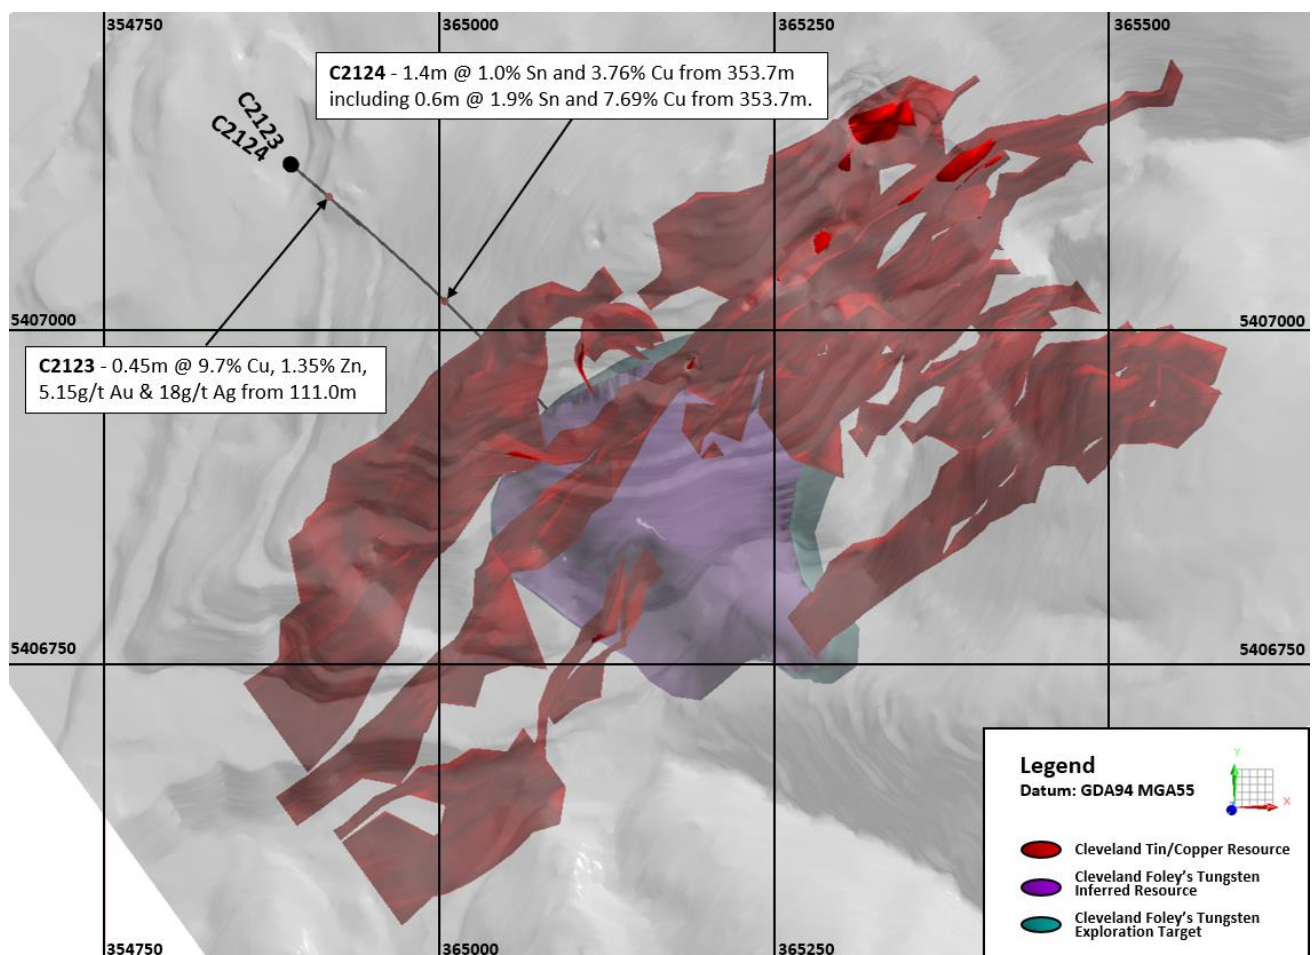 354750
365000
365250
365500
C2124 - 1.4m @ 1.0% Sn and 3.76% Cu from 353.7m
including 0.6m @ 1.9% Sn and 7.69% Cu from 353.7m.
C2123
C2124
5407000
5407000
C2123 - 0.45m @ 9.7% Cu, 1.35% Zn,
5.15g/t Au & 18g/t Ag from 111.0m
5406750
5406750
Legend
Datum: GDA94 MGA55
Y
X
Cleveland Tin/Copper Resource
Cleveland Foley's Tungsten
Inferred Resource
Cleveland Foley's Tungsten
Exploration Target
354750
365000
365250